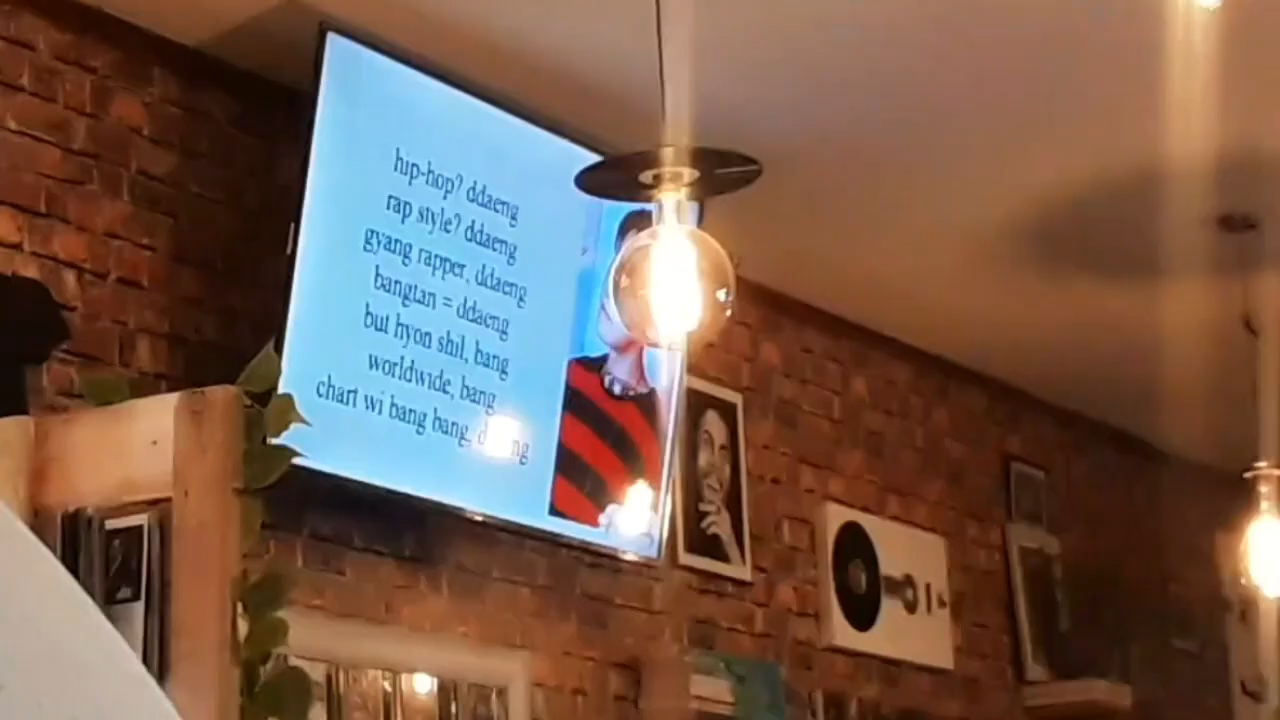 hip-hop? ddaeng
rap style? ddaeng
gyang rapper, ddaeng
bangtan = ddaeng
but hyon shil, bang
worldwide, bang
chart wi bang bang,